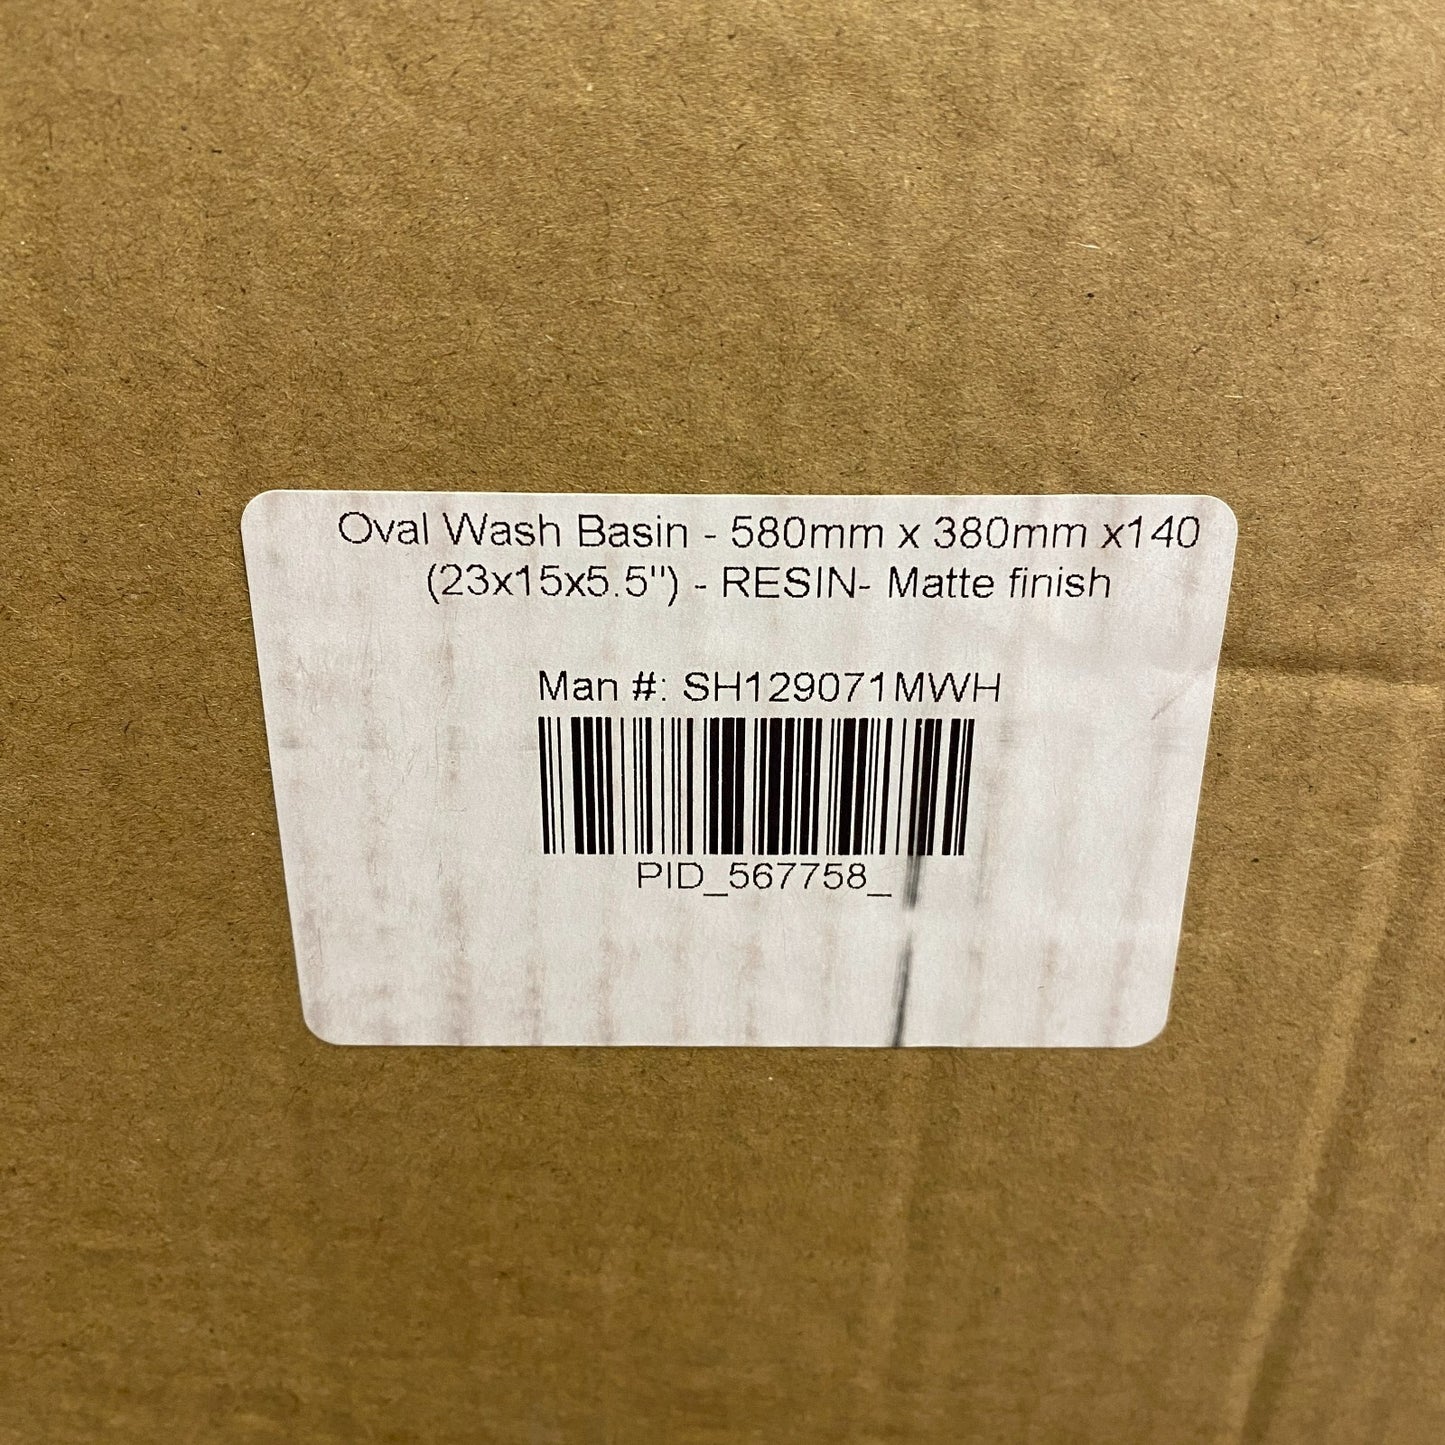 Oval Wash Basin - 580mm x 380mm x140
(23x15x5.5") - RESIN- Matte finish
Man #: SH129071MWH
PID_567758_